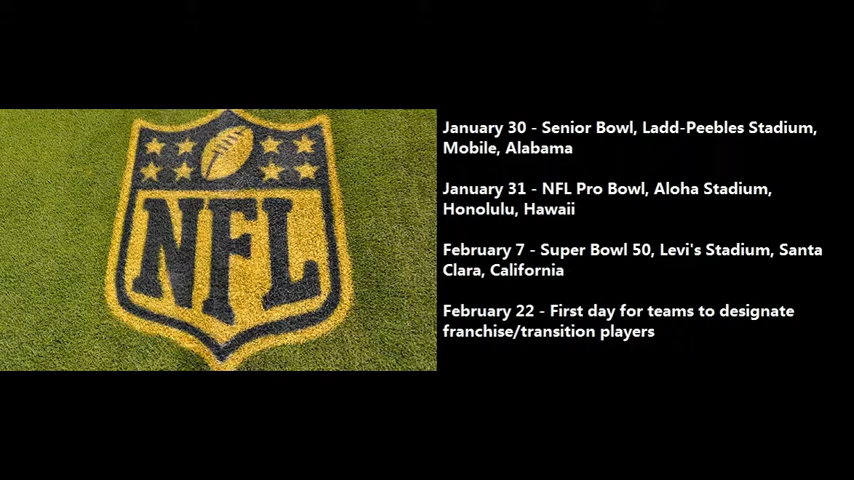 NFL
January 30 - Senior Bowl, Ladd-Peebles Stadium,
Mobile, Alabama
January 31 - NFL Pro Bowl, Aloha Stadium,
Honolulu, Hawaii
February 7 - Super Bowl 50, Levi's Stadium, Santa
Clara, California
February 22 - First day for teams to designate
franchise/transition players